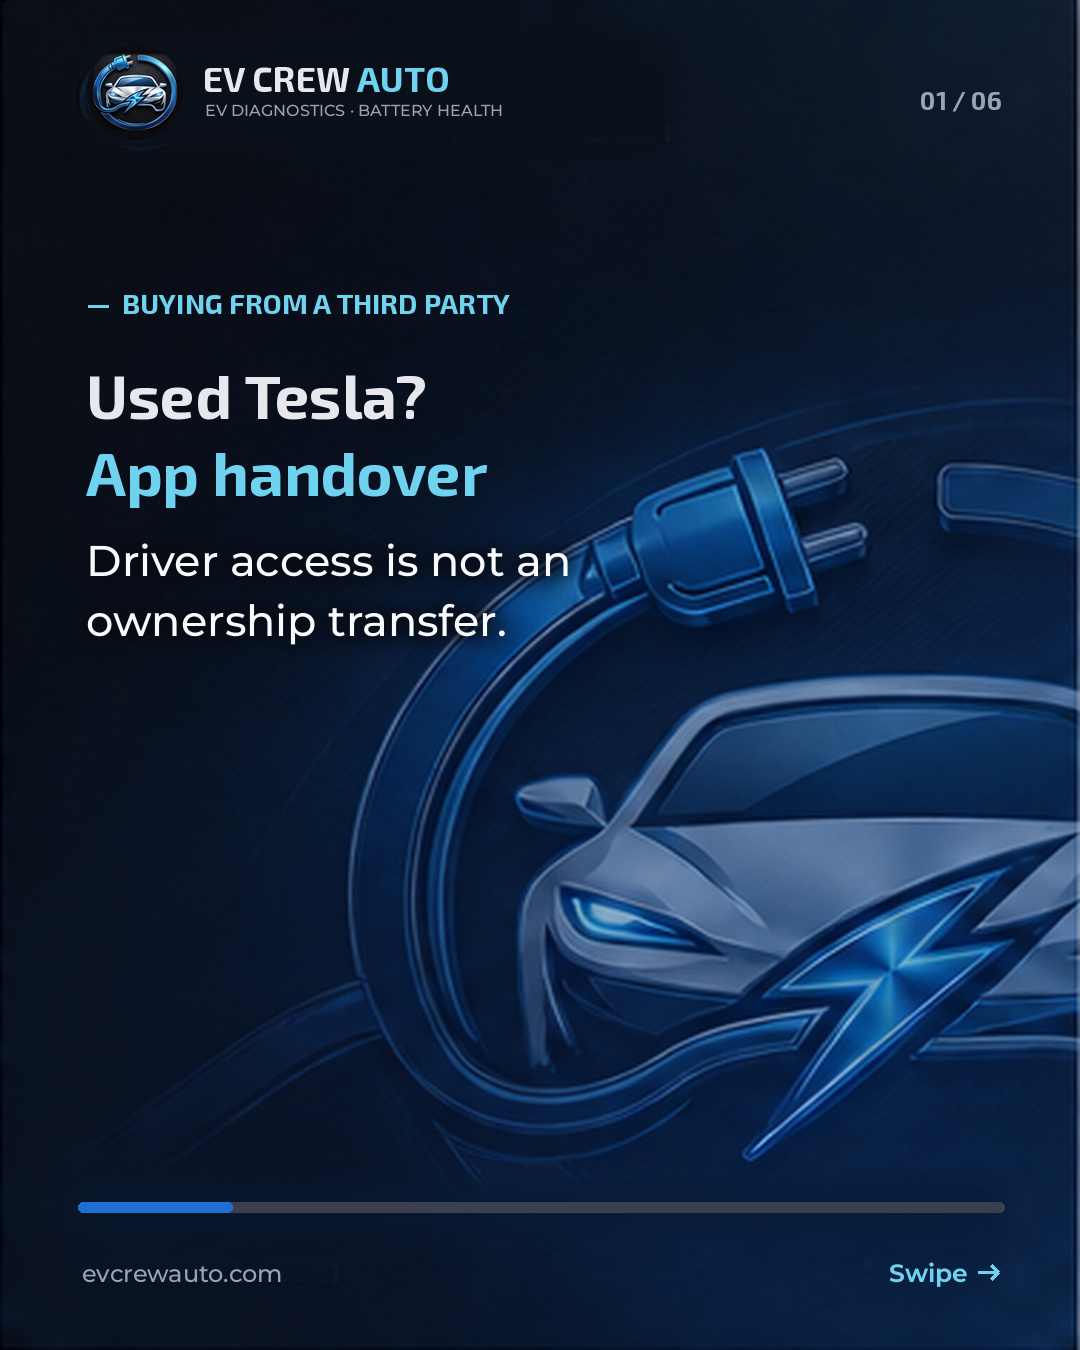 EV CREW AUTO
EV DIAGNOSTICS · BATTERY HEALTH
01 / 06
— BUYING FROM A THIRD PARTY
Used Tesla?
App handover
Driver access is not an
ownership transfer.
evcrewauto.com
Swipe →